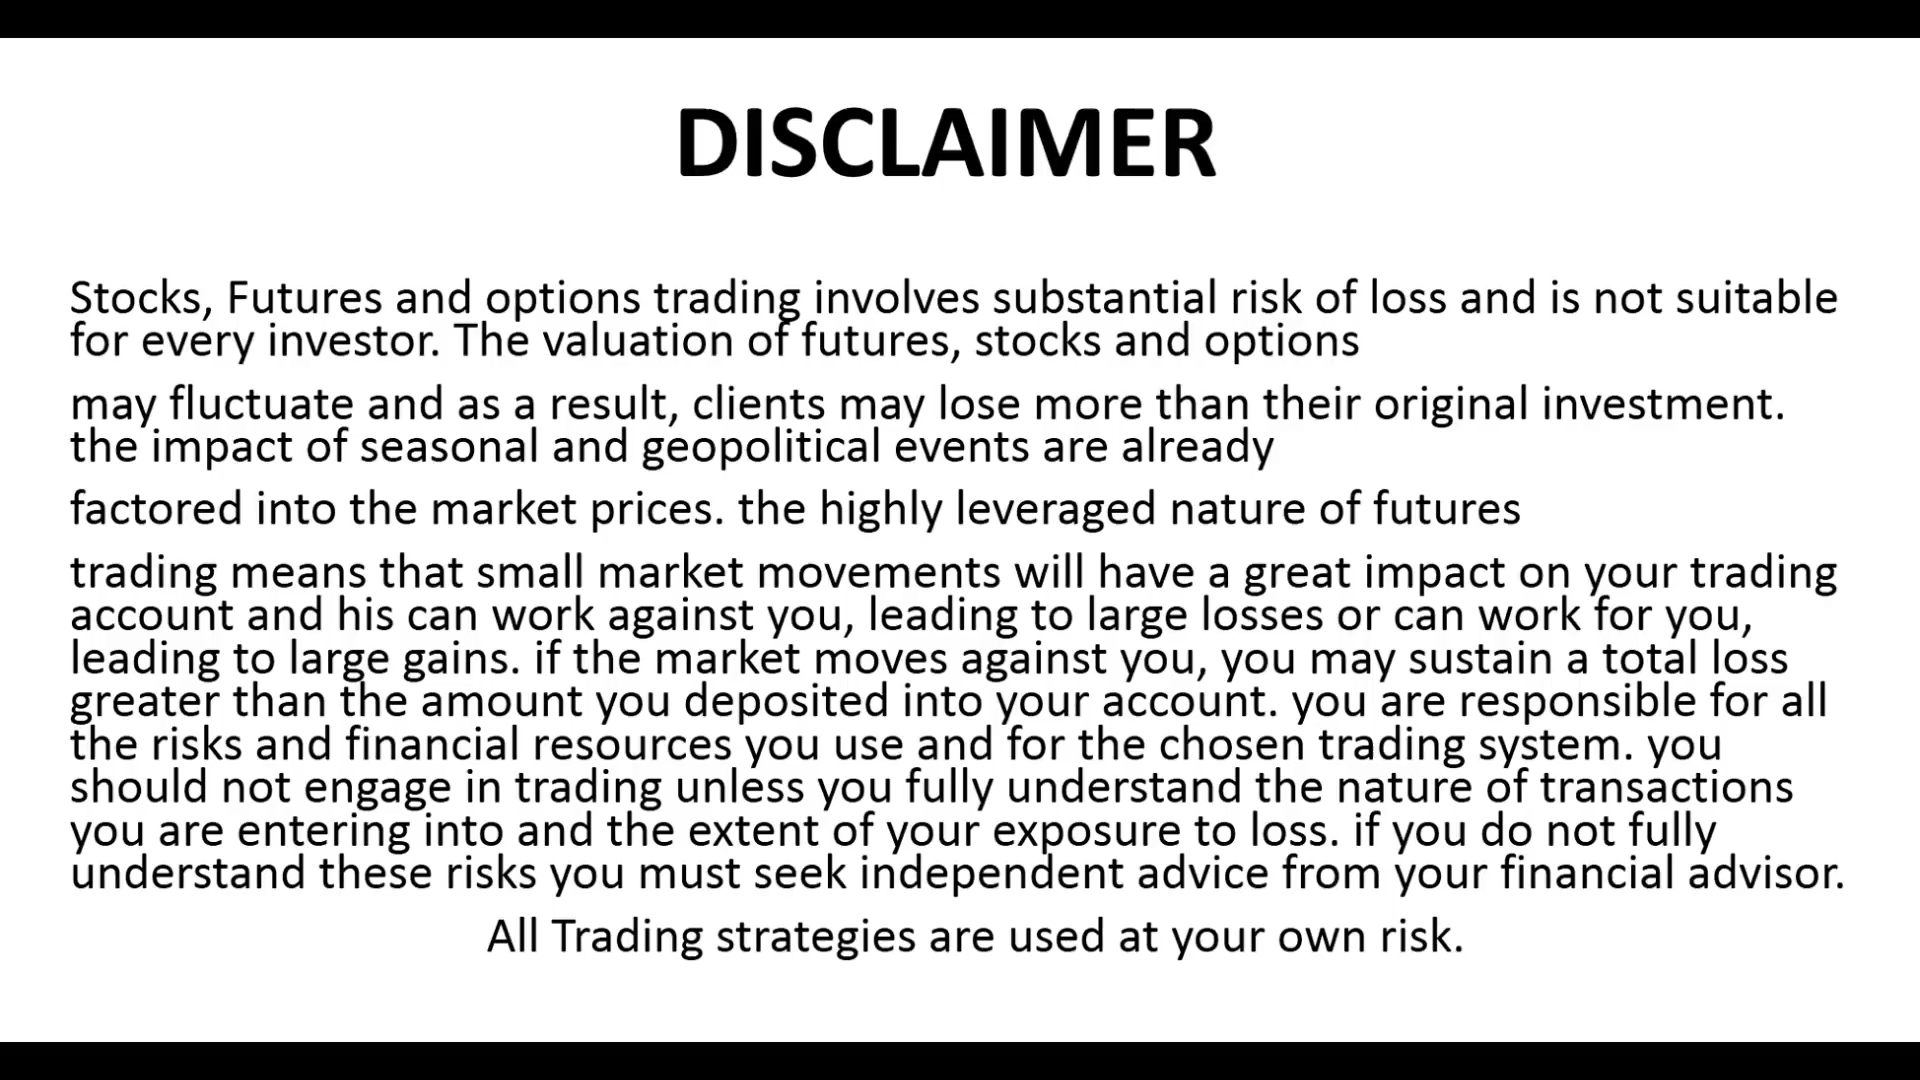 DISCLAIMER
Stocks, Futures and options trading involves substantial risk of loss and is not suitable
for every investor. The valuation of futures, stocks and options
may fluctuate and as a result, clients may lose more than their original investment.
the impact of seasonal and geopolitical events are already
factored into the market prices. the highly leveraged nature of futures
trading means that small market movements will have a great impact on your trading
account and his can work against you, leading to large losses or can work for you,
leading to large gains. if the market moves against you, you may sustain a total loss
greater than the amount you deposited into your account. you are responsible for all
the risks and financial resources you use and for the chosen trading system. you
should not engage in trading unless you fully understand the nature of transactions
you are entering into and the extent of your exposure to loss. if you do not fully
understand these risks you must seek independent advice from your financial advisor.
All Trading strategies are used at your own risk.